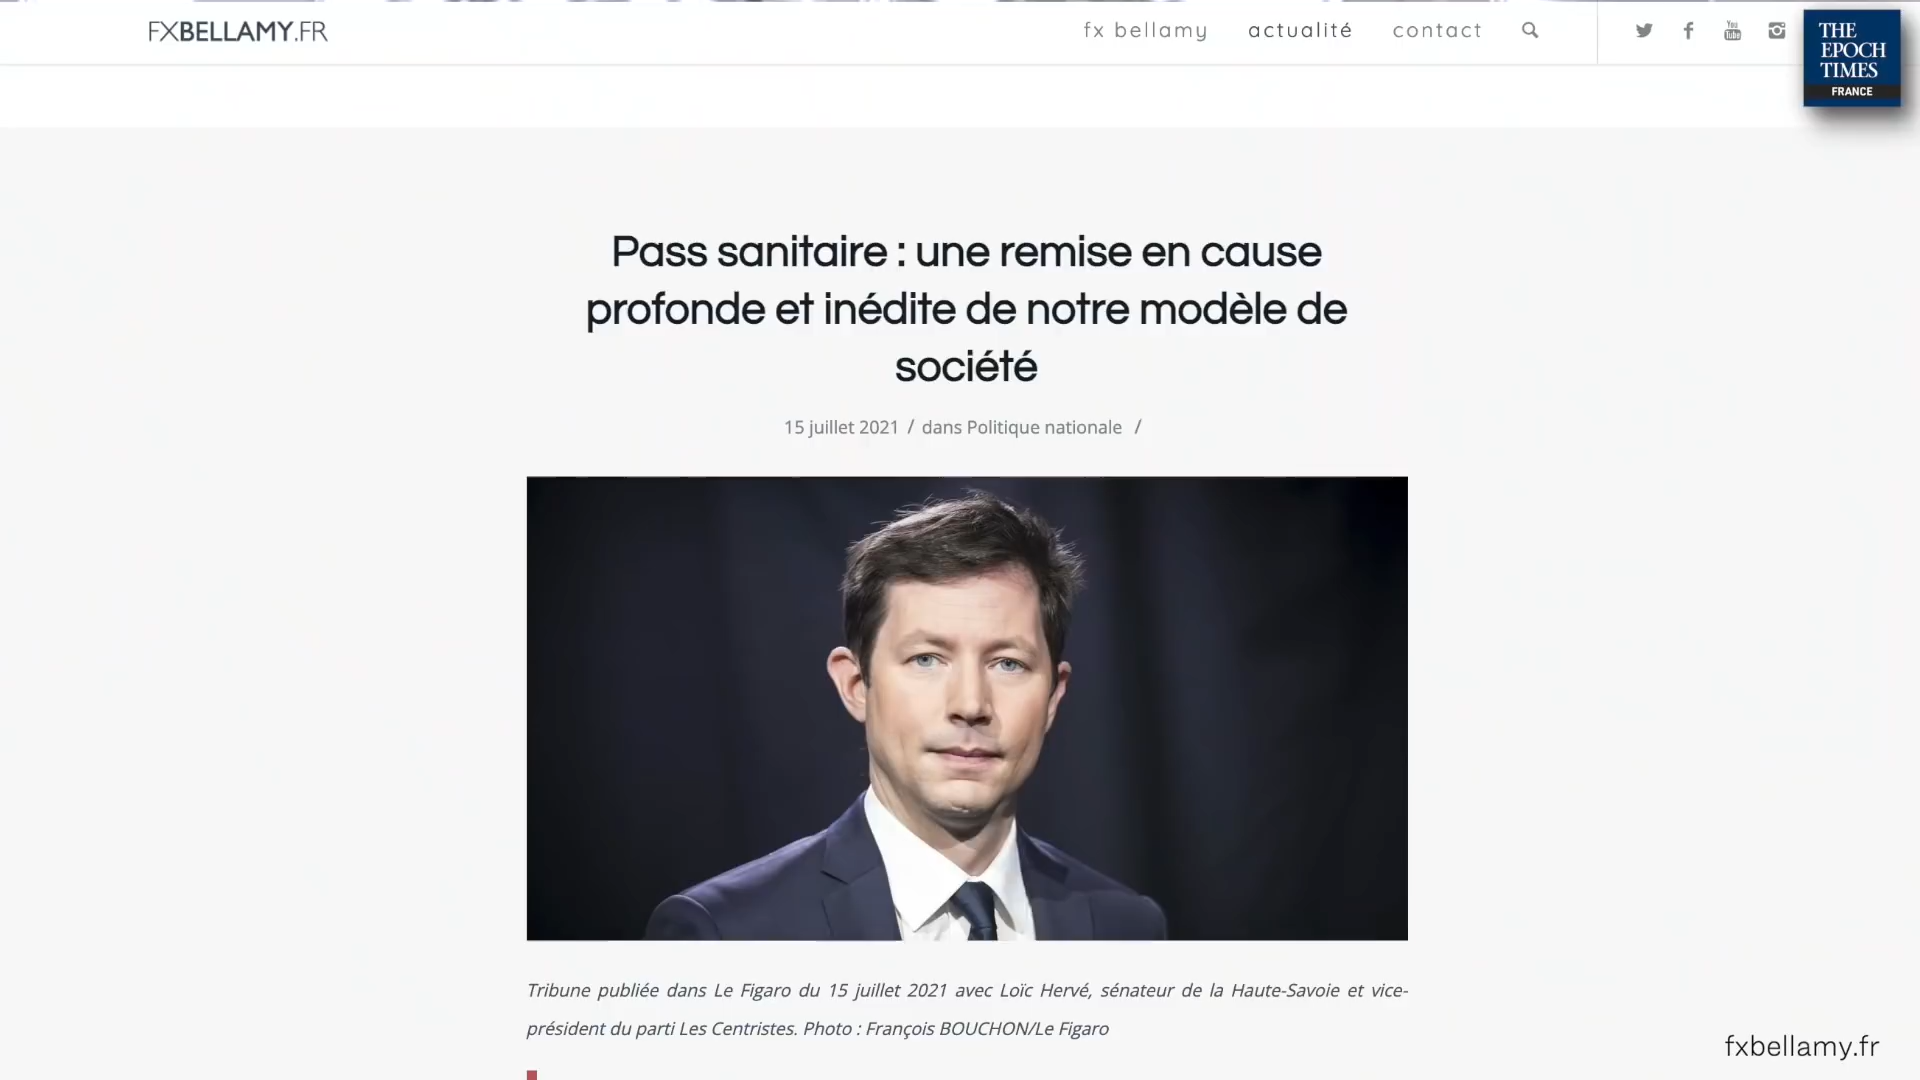 FXBELLAMY.FR
fx bellamy actualité contact
You
Tube
THE
EPOCH
TIMES
FRANCE
Pass sanitaire : une remise en cause
profonde et inédite de notre modèle de
société
15 juillet 2021 / dans Politique nationale /
Tribune publiée dans Le Figaro du 15 juillet 2021 avec Loïc Hervé, sénateur de la Haute-Savoie et vice-
président du parti Les Centristes. Photo : François BOUCHON/Le Figaro
fxbellamy.fr